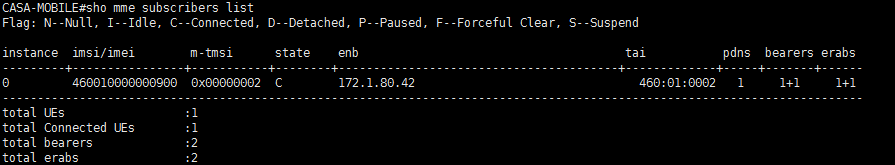 CASA-MOBILE#sho mme subscribers list
Flag: N--Null, I--Idle, C--Connected, D--Detached, P--Paused, F--Forceful Clear, S--Suspend
instance imsi/imei m-tmsi state enb tai pdns bearers erabs
---------+----------------+-----------+--------+------------------------------------------+-------------+-----+-------+------
0 460010000000900 0x00000002 C 172.1.80.42 460:01:0002 1 1+1 1+1
---------------------------------------------------------------------------------------------------------------------------
total UEs :1
total Connected UEs :1
total bearers :2
total erabs :2